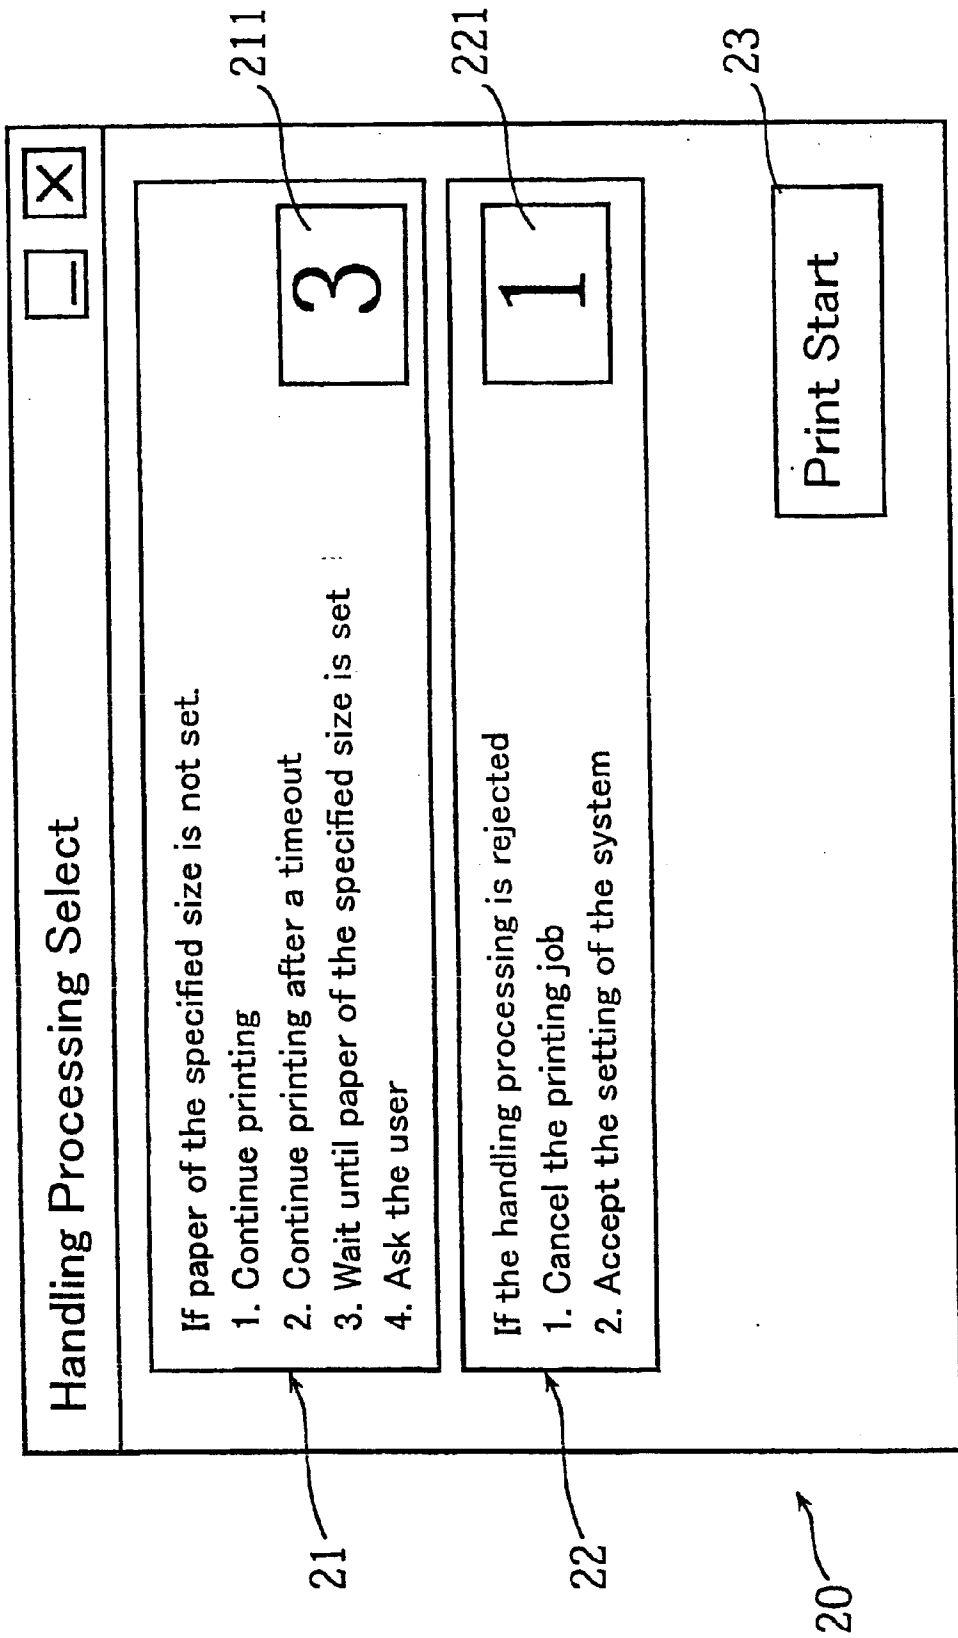 Handling Processing Select
_ X
If paper of the specified size is not set.
1. Continue printing
2. Continue printing after a timeout
3. Wait until paper of the specified size is set
4. Ask the user
3
211
21
If the handling processing is rejected
1. Cancel the printing job
2. Accept the setting of the system
1
221
22
Print Start
23
20